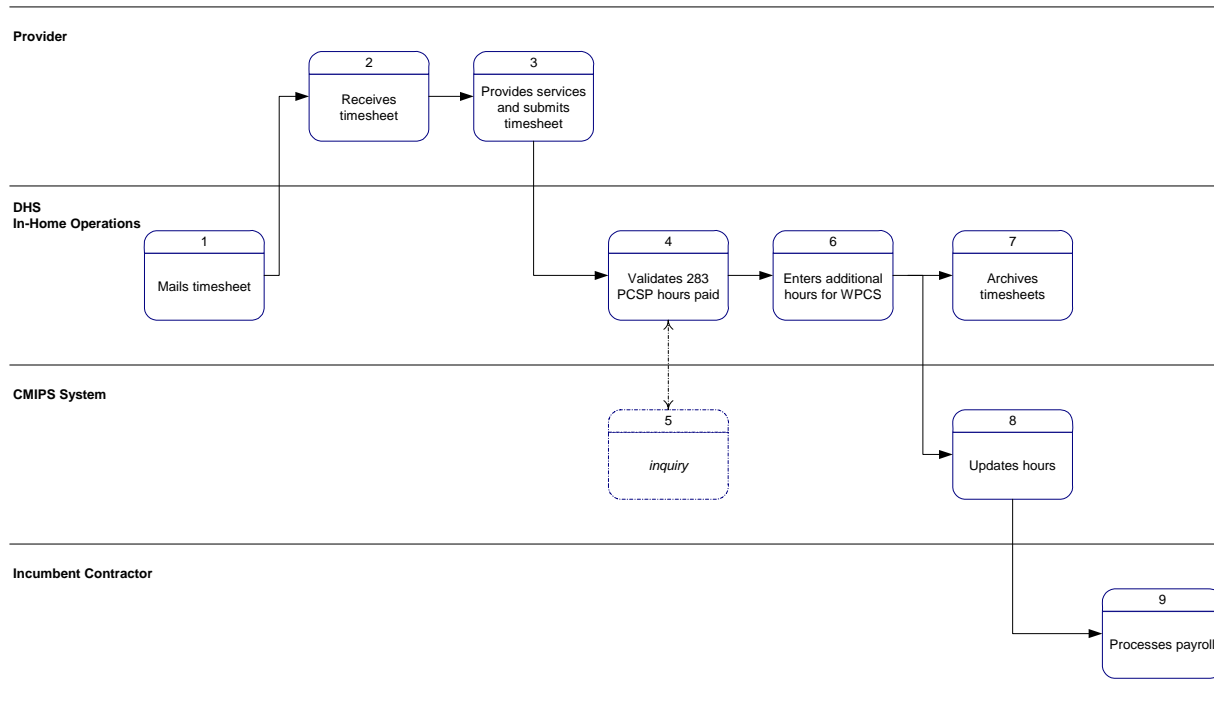 Provider
2
Receives
timesheet
3
Provides services
and submits
timesheet
DHS
In-Home Operations
1
Mails timesheet
4
Validates 283
PCSP hours paid
6
Enters additional
hours for WPCS
7
Archives
timesheets
CMIPS System
5
inquiry
8
Updates hours
Incumbent Contractor
9
Processes payroll